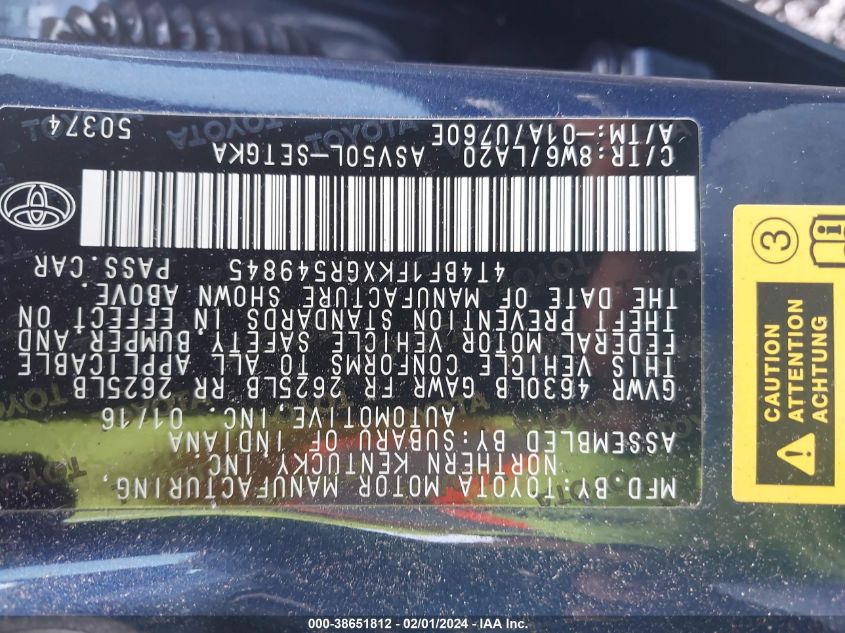 MFD.BY:TOYOTA MOTOR MANUFACTURING,
NORTHERN KENTUCKY,INC.
ASSEMBLED BY:SUBARU OF INDIANA
AUTOMOTIVE,INC. 01/16
GVWR 4630LB GAWR FR 2625LB RR 2625LB
THIS VEHICLE CONFORMS TO ALL APPLICABLE
FEDERAL MOTOR VEHICLE SAFETY, BUMPER AND
THEFT PREVENTION STANDARDS IN EFFECT ON
THE DATE OF MANUFACTURE SHOWN ABOVE.
4T4BF1FKXGR549845 PASS.CAR
C/TR:8W6/LA20 ASV50L-SETGKA
A/TM:-01A/U760E 50374
TOYOTA TOYOTA TOYOTA
3
CAUTION
ACHTUNG
000-38651812 - 02/01/2024 - IAA Inc.